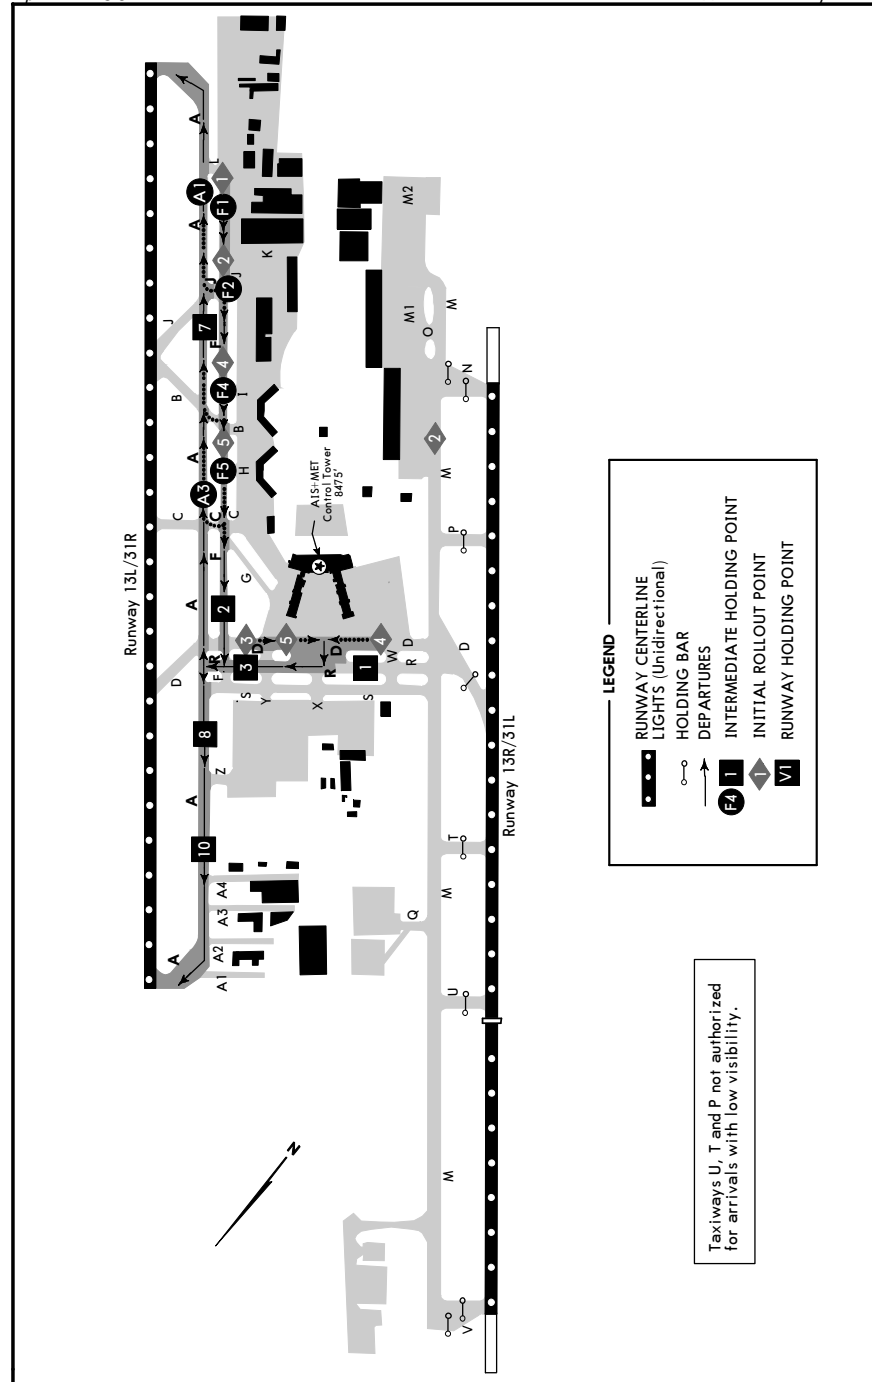 Runway 13L/31R
A D C B J
A A A A A
10 8 A3 7 A1
R F C F J L
A1 A2 A3 A4 Z F 2 F5 5 F4 4 F2 2 F1 1
C B J
S 3 3 G H I
D
Y K
5
X
AIS+MET
Control Tower
8475'
R D
S 1 4
W
R D M1 M2
Q O
2
M M M M
U T P
V D N
Runway 13R/31L
N
LEGEND
RUNWAY CENTERLINE
LIGHTS (Unidirectional)
HOLDING BAR
DEPARTURES
F4 1 INTERMEDIATE HOLDING POINT
1 INITIAL ROLLOUT POINT
V1 RUNWAY HOLDING POINT
Taxiways U, T and P not authorized
for arrivals with low visibility.